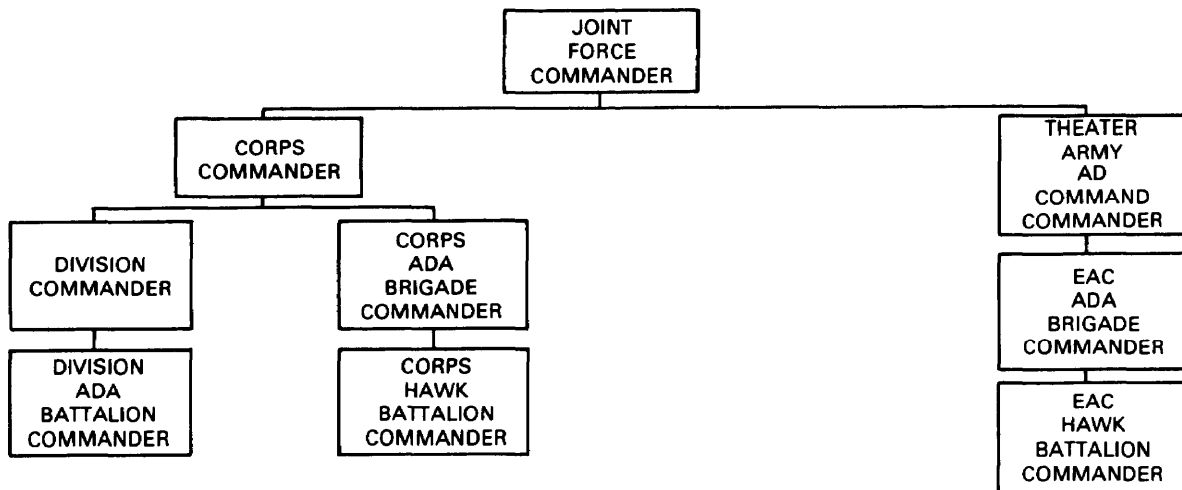 JOINT
FORCE
COMMANDER
CORPS
COMMANDER
THEATER
ARMY
AD
COMMAND
COMMANDER
DIVISION
COMMANDER
CORPS
ADA
BRIGADE
COMMANDER
EAC
ADA
BRIGADE
COMMANDER
DIVISION
ADA
BATTALION
COMMANDER
CORPS
HAWK
BATTALION
COMMANDER
EAC
HAWK
BATTALION
COMMANDER